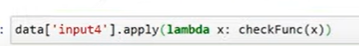 : data['input4'].apply(lambda x: checkFunc(x))